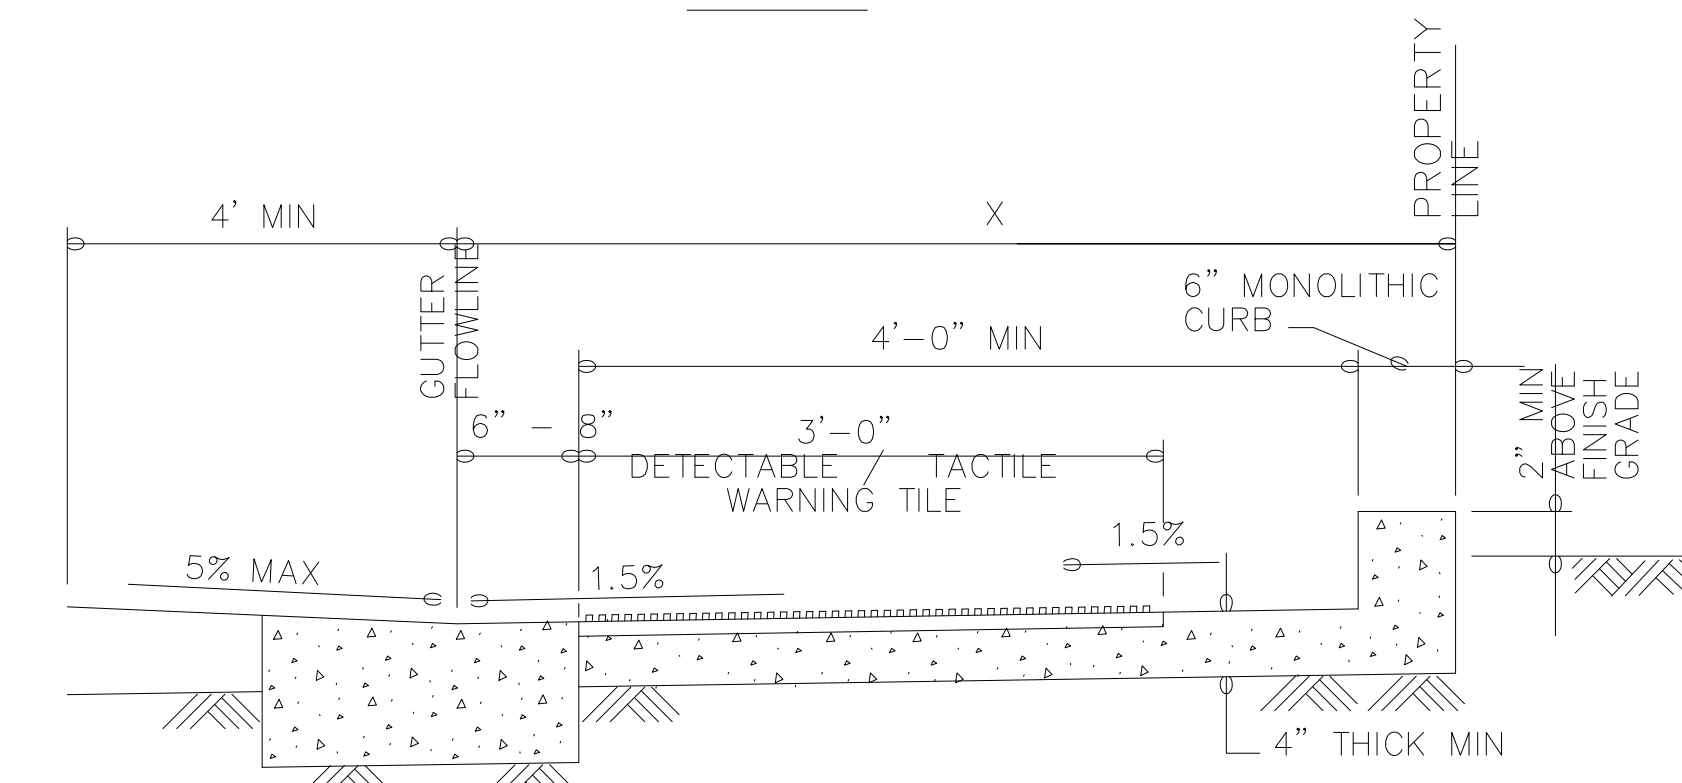 PROPERTY
LINE
4' MIN
X
GUTTER
FLOWLINE
6" MONOLITHIC
CURB
4'-0" MIN
2" MIN
ABOVE
FINISH
GRADE
6" - 8"
3'-0"
DETECTABLE / TACTILE
WARNING TILE
1.5%
5% MAX
1.5%
4" THICK MIN